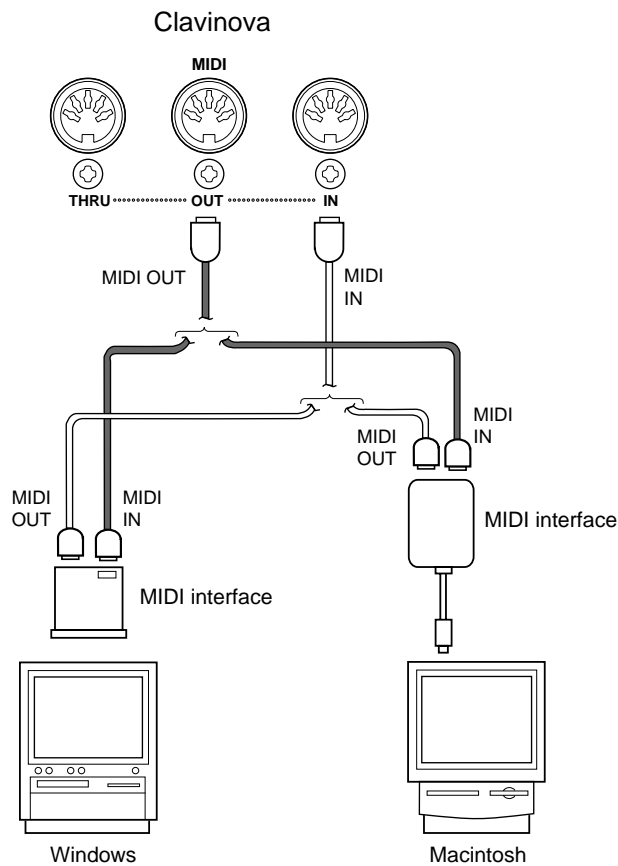 Clavinova
MIDI
THRU OUT IN
MIDI OUT
MIDI
IN
MIDI
OUT
MIDI
IN
MIDI
OUT
MIDI
IN
MIDI interface
MIDI interface
Windows
Macintosh